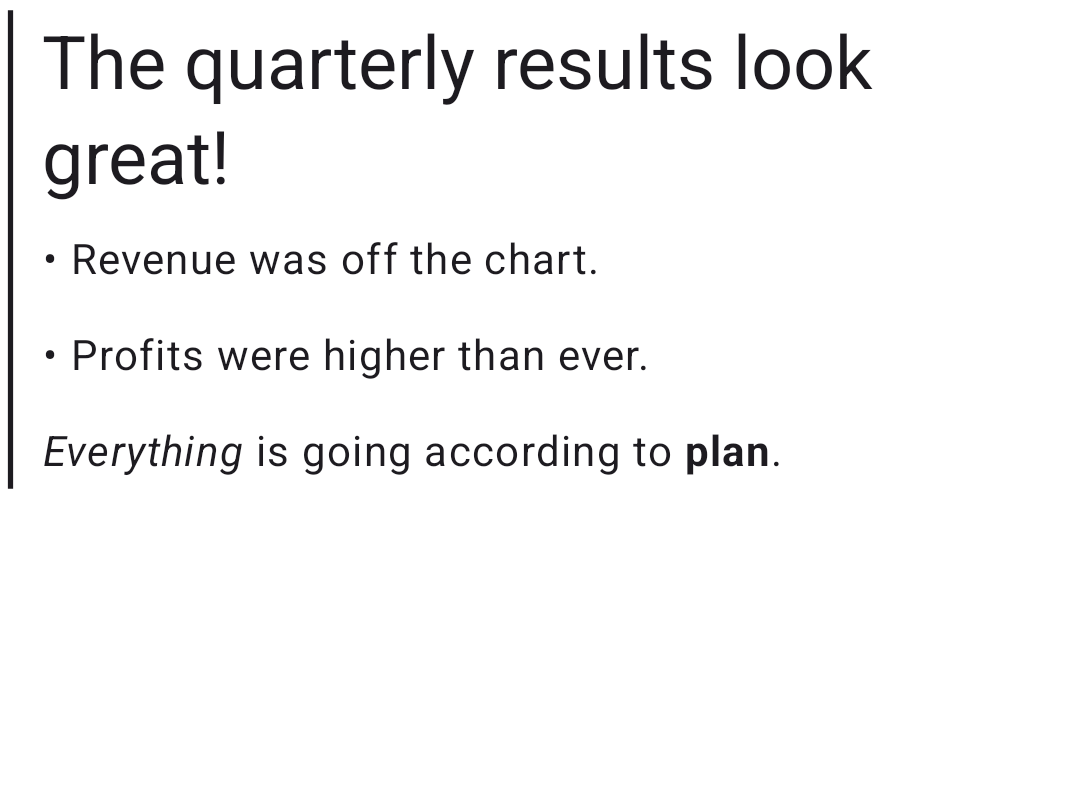 The quarterly results look
great!
• Revenue was off the chart.
• Profits were higher than ever.
Everything is going according to plan.